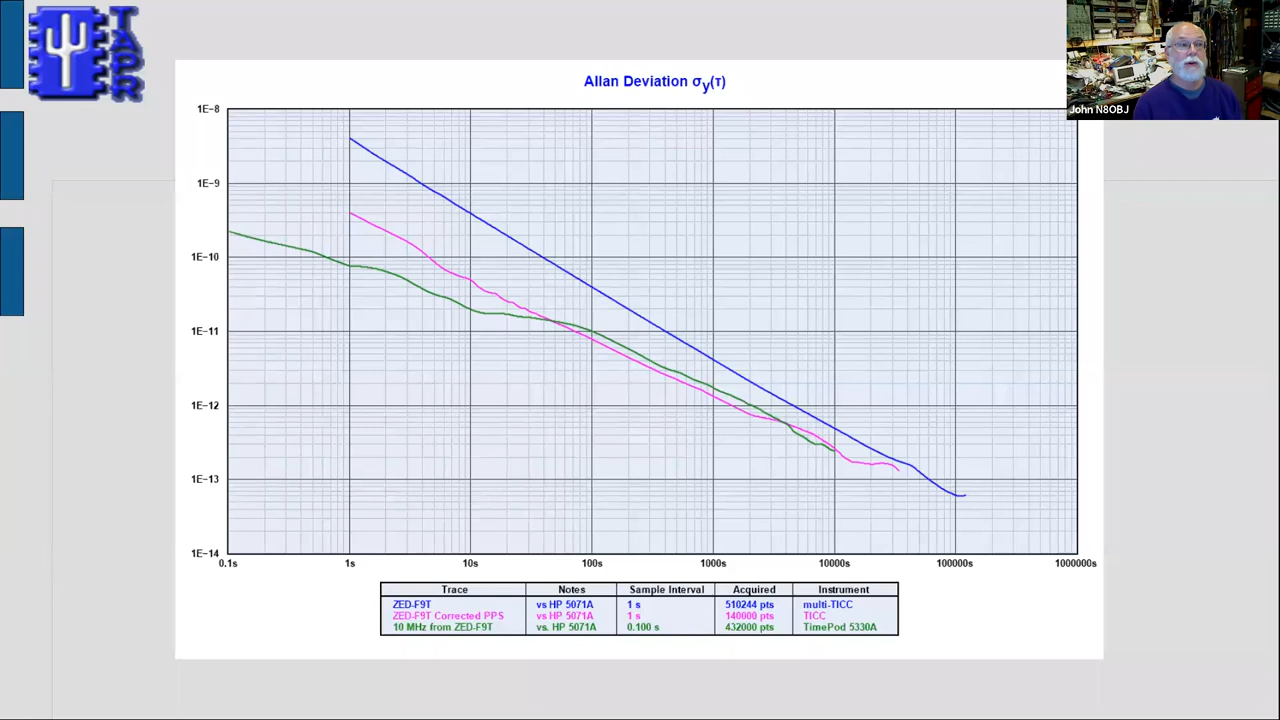 TAPR
John N8OBJ
Allan Deviation σy(τ)
1E−8
1E−9
1E−10
1E−11
1E−12
1E−13
1E−14
0.1s 1s 10s 100s 1000s 10000s 100000s 1000000s
Trace Notes Sample Interval Acquired Instrument
ZED-F9T vs HP 5071A 1 s 510244 pts multi-TICC
ZED-F9T Corrected PPS vs HP 5071A 1 s 140000 pts TICC
10 MHz from ZED-F9T vs. HP 5071A 0.100 s 432000 pts TimePod 5330A